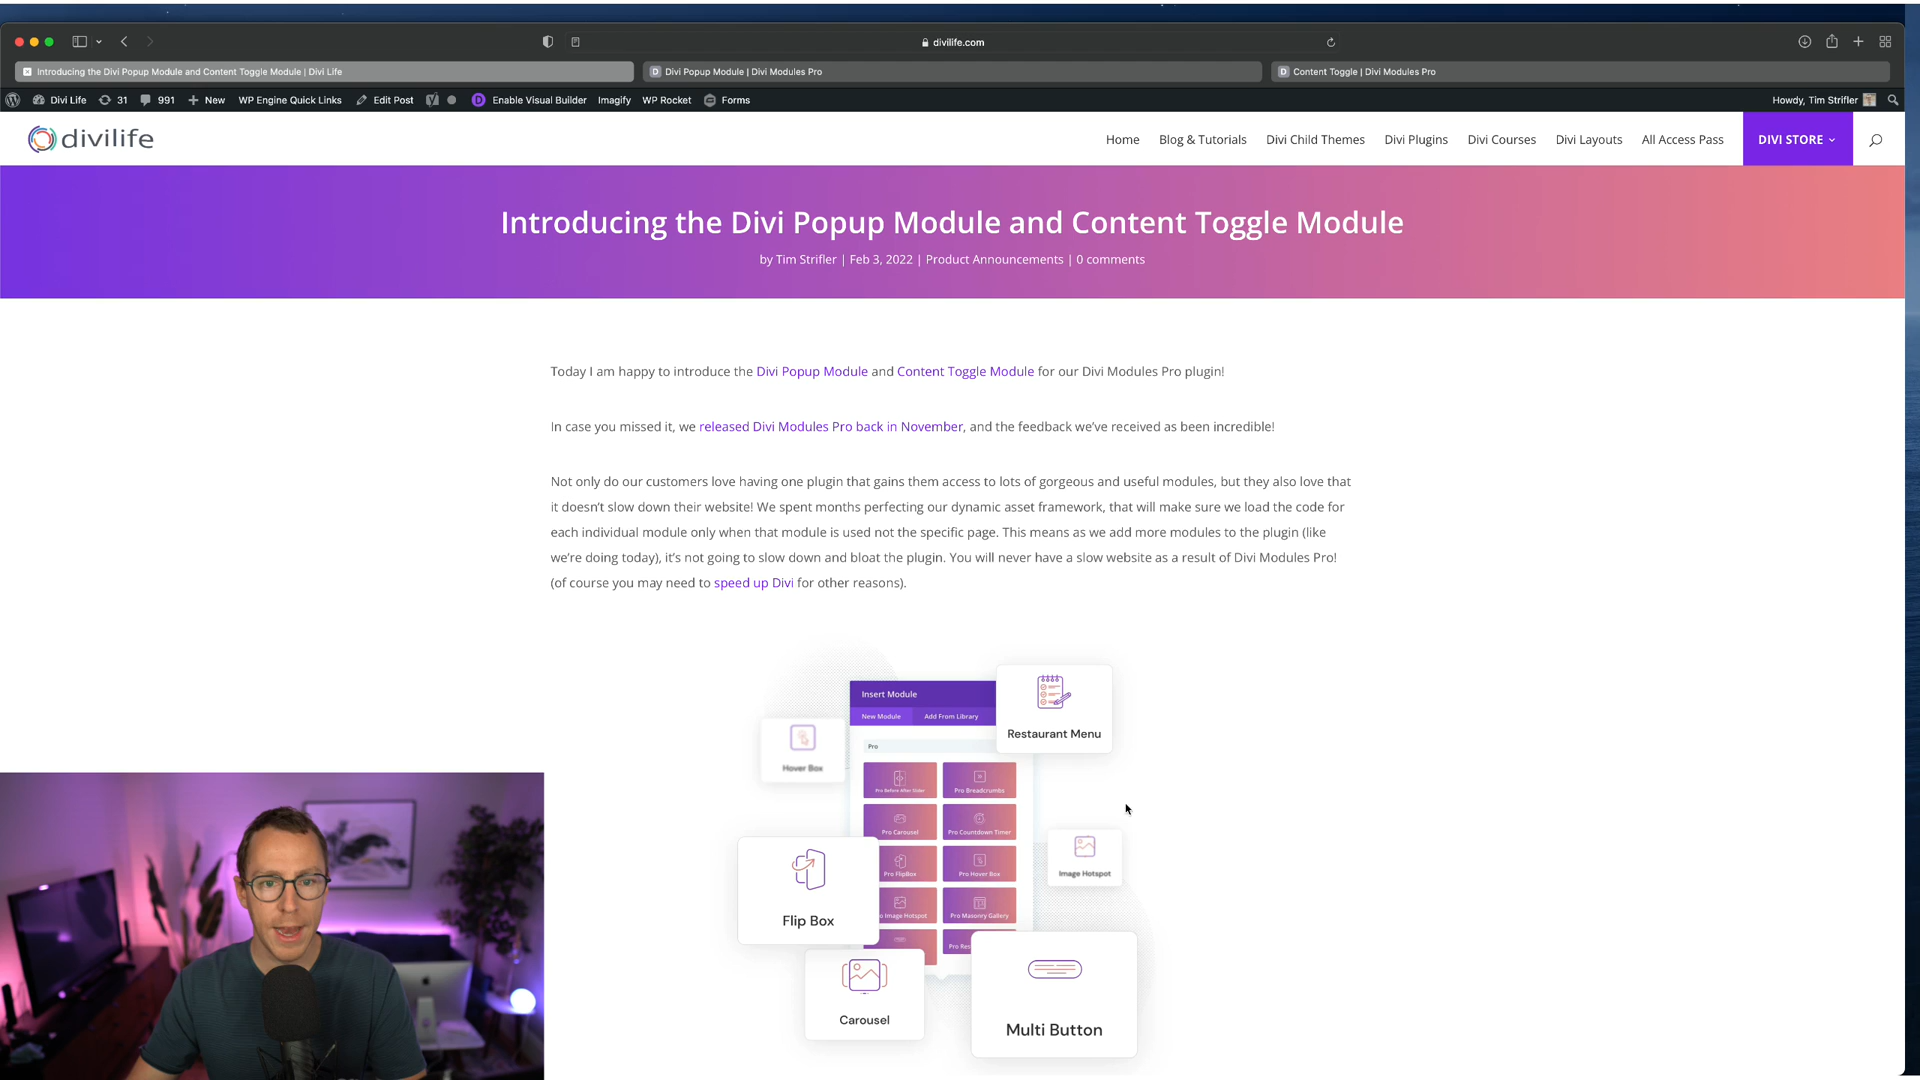 divilife.com
Introducing the Divi Popup Module and Content Toggle Module | Divi Life
Divi Popup Module | Divi Modules Pro
Content Toggle | Divi Modules Pro
Divi Life 31 991 New WP Engine Quick Links Edit Post Enable Visual Builder Imagify WP Rocket Forms Howdy, Tim Strifler
divilife Home Blog & Tutorials Divi Child Themes Divi Plugins Divi Courses Divi Layouts All Access Pass DIVI STORE
Introducing the Divi Popup Module and Content Toggle Module
by Tim Strifler | Feb 3, 2022 | Product Announcements | 0 comments
Today I am happy to introduce the Divi Popup Module and Content Toggle Module for our Divi Modules Pro plugin!
In case you missed it, we released Divi Modules Pro back in November, and the feedback we've received as been incredible!
Not only do our customers love having one plugin that gains them access to lots of gorgeous and useful modules, but they also love that
it doesn't slow down their website! We spent months perfecting our dynamic asset framework, that will make sure we load the code for
each individual module only when that module is used not the specific page. This means as we add more modules to the plugin (like
we're doing today), it's not going to slow down and bloat the plugin. You will never have a slow website as a result of Divi Modules Pro!
(of course you may need to speed up Divi for other reasons).
Insert Module
New Module Add From Library
Restaurant Menu
Pro
Hover Box
Pro Before After Slider Pro Breadcrumbs
Pro Carousel Pro Countdown Timer
Pro FlipBox Pro Hover Box
Image Hotspot
Flip Box
o Image Hotspot Pro Masonry Gallery
Pro Res
Carousel
Multi Button